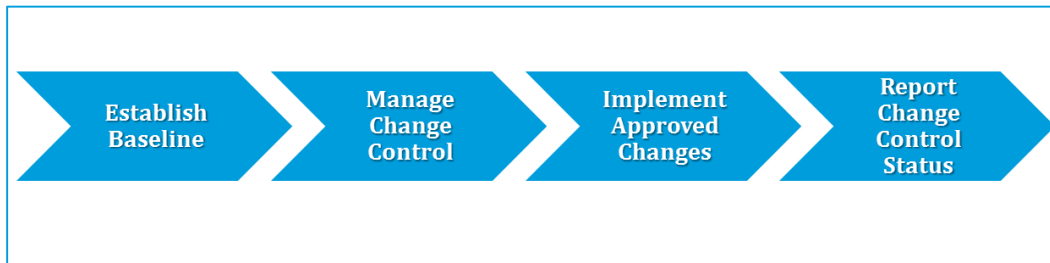 Establish
Baseline
Manage
Change
Control
Implement
Approved
Changes
Report
Change
Control
Status